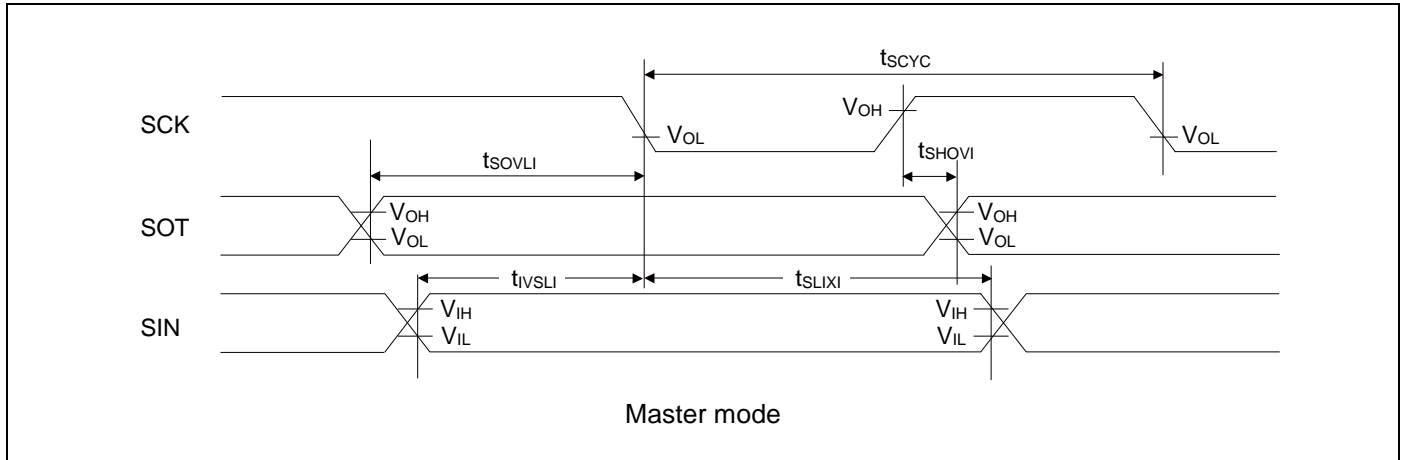 tSCYC
SCK
VOH
VOL
VOL
tSOVLI
tSHOVI
SOT
VOH
VOL
VOH
VOL
tIVSLI
tSLIXI
SIN
VIH
VIL
VIH
VIL
Master mode